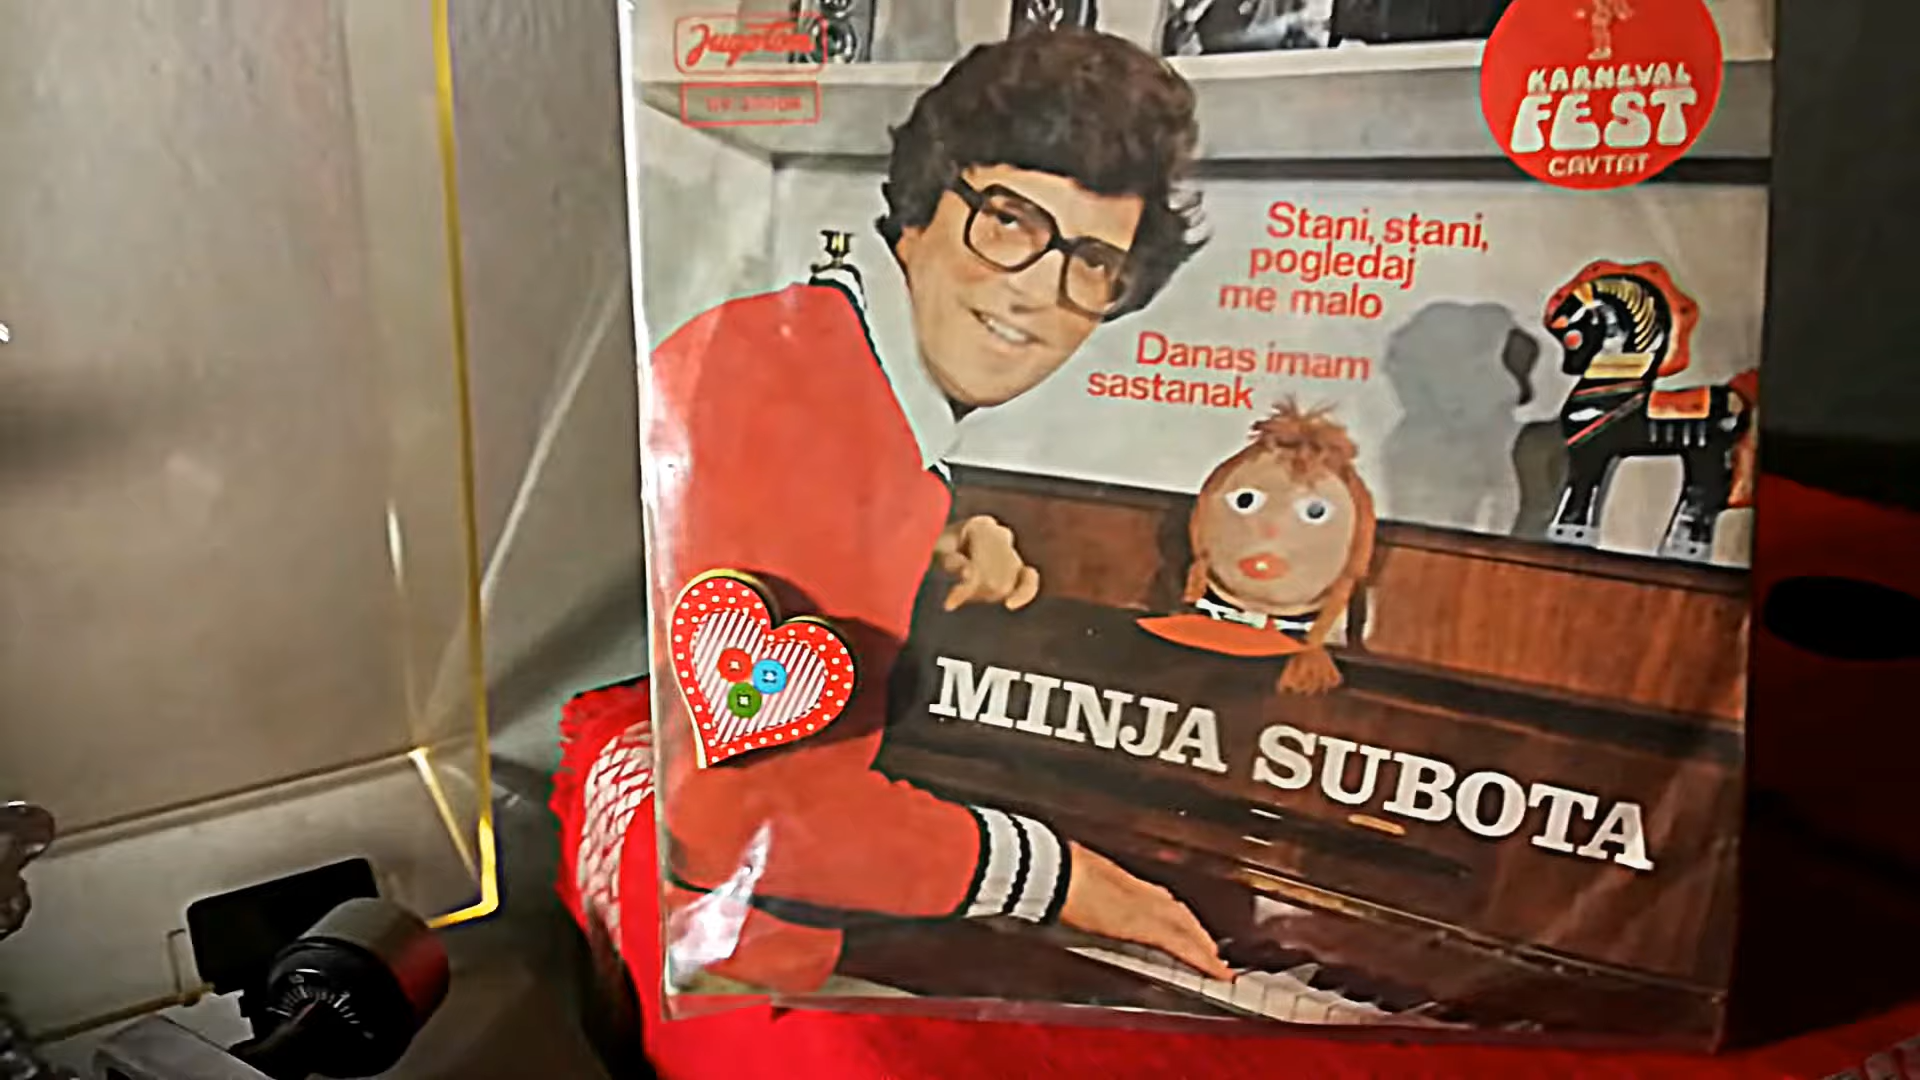 Jugoton
KARNEVAL
FEST
CAVTAT
Stani, stani,
pogledaj
me malo
Danas imam
sastanak
MINJA SUBOTA